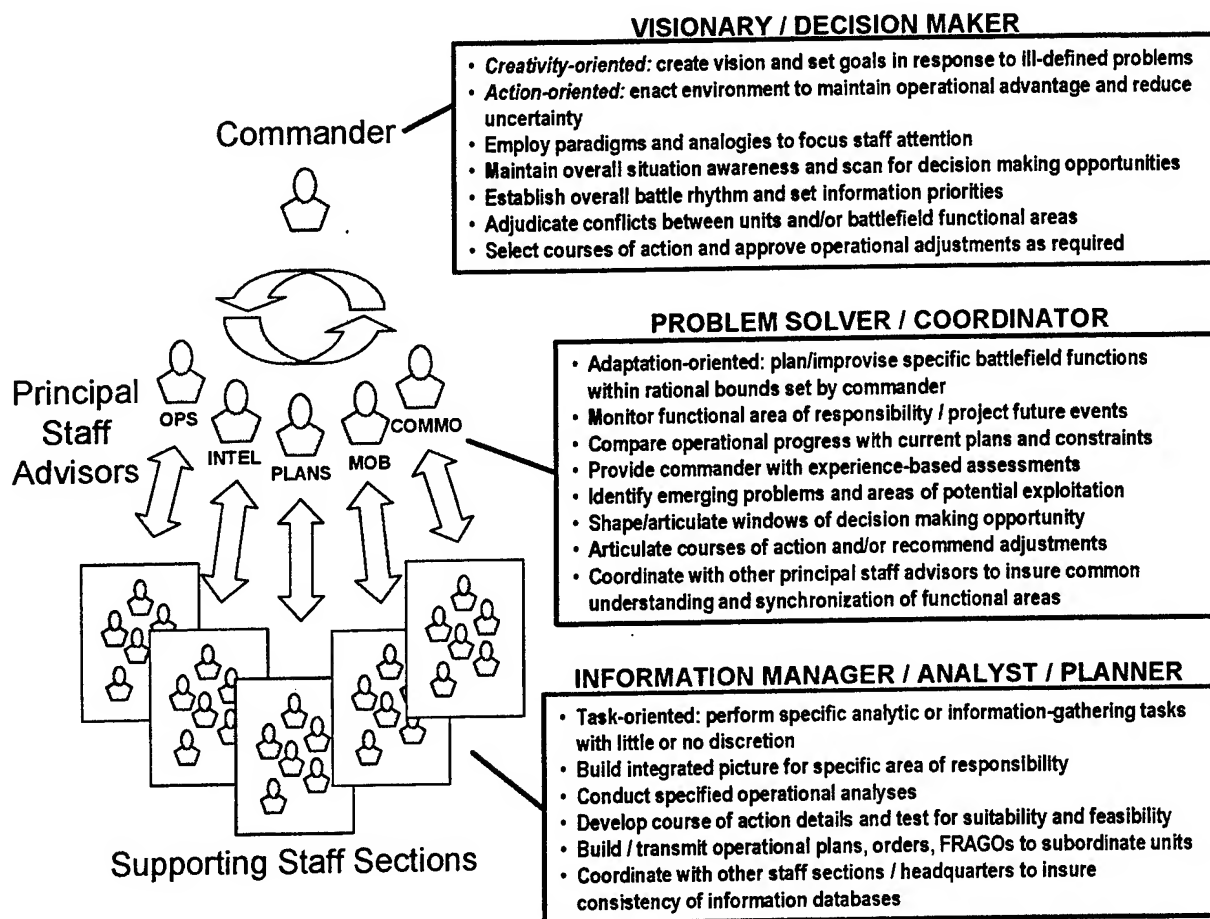 VISIONARY / DECISION MAKER
• Creativity-oriented: create vision and set goals in response to ill-defined problems
• Action-oriented: enact environment to maintain operational advantage and reduce
uncertainty
• Employ paradigms and analogies to focus staff attention
• Maintain overall situation awareness and scan for decision making opportunities
• Establish overall battle rhythm and set information priorities
• Adjudicate conflicts between units and/or battlefield functional areas
• Select courses of action and approve operational adjustments as required
Commander
PROBLEM SOLVER / COORDINATOR
• Adaptation-oriented: plan/improvise specific battlefield functions
within rational bounds set by commander
• Monitor functional area of responsibility / project future events
• Compare operational progress with current plans and constraints
• Provide commander with experience-based assessments
• Identify emerging problems and areas of potential exploitation
• Shape/articulate windows of decision making opportunity
• Articulate courses of action and/or recommend adjustments
• Coordinate with other principal staff advisors to insure common
understanding and synchronization of functional areas
Principal
Staff
Advisors
OPS
INTEL
PLANS
MOB
COMMO
INFORMATION MANAGER / ANALYST / PLANNER
• Task-oriented: perform specific analytic or information-gathering tasks
with little or no discretion
• Build integrated picture for specific area of responsibility
• Conduct specified operational analyses
• Develop course of action details and test for suitability and feasibility
• Build / transmit operational plans, orders, FRAGOs to subordinate units
• Coordinate with other staff sections / headquarters to insure
consistency of information databases
Supporting Staff Sections